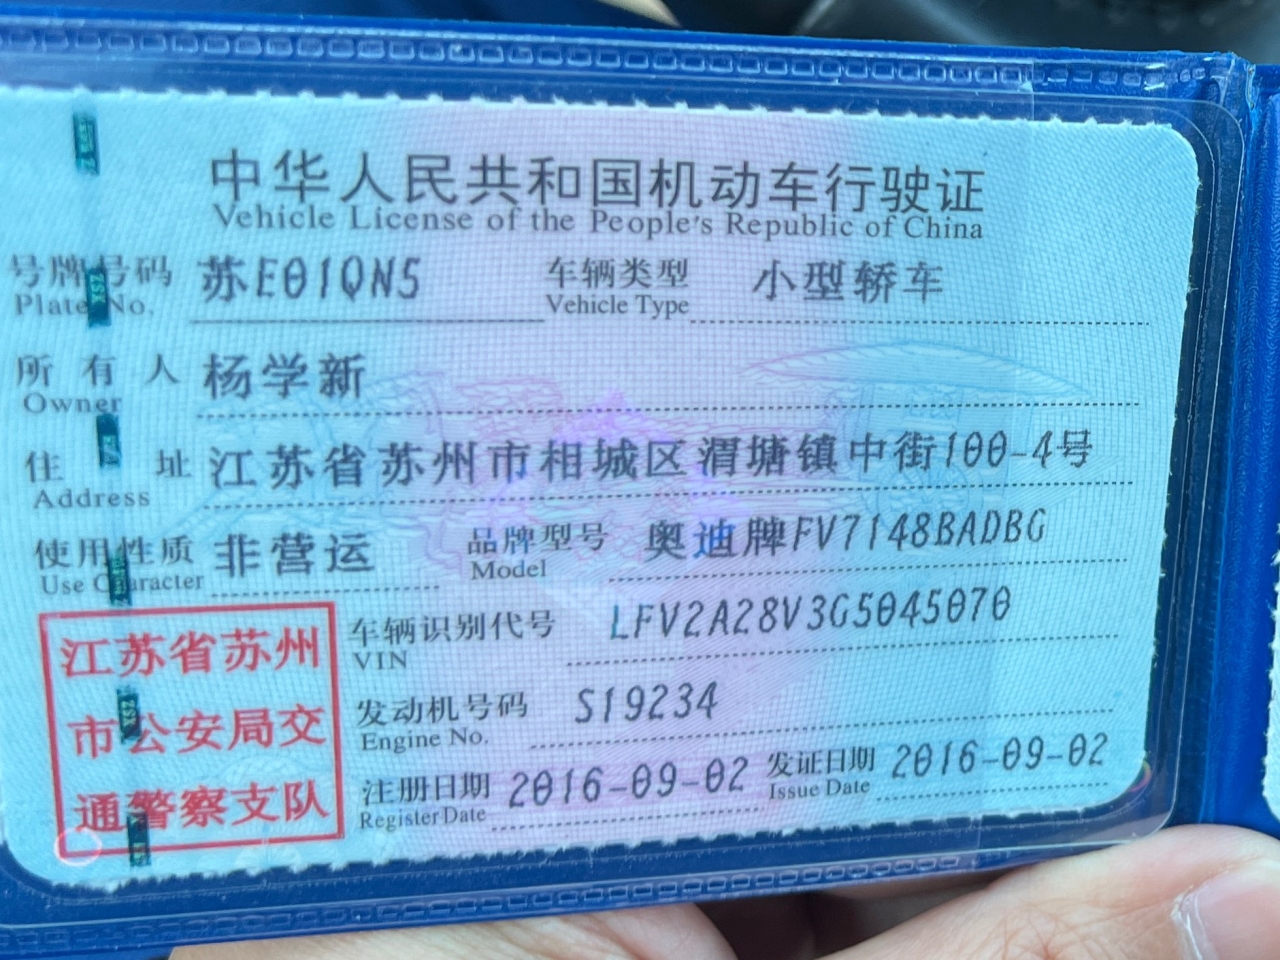 中华人民共和国机动车行驶证
Vehicle License of the People's Republic of China
号牌号码 苏E01QN5 车辆类型 小型轿车
Plate No. Vehicle Type
所有人 杨学新
Owner
住址 江苏省苏州市相城区渭塘镇中街100-4号
Address
使用性质 非营运 品牌型号 奥迪牌FV7148BADBG
Use Character Model
车辆识别代号 LFV2A28V3G5045070
VIN
发动机号码 S19234
Engine No.
注册日期 2016-09-02 发证日期 2016-09-02
Register Date Issue Date
江苏省苏州
市公安局交
通警察支队